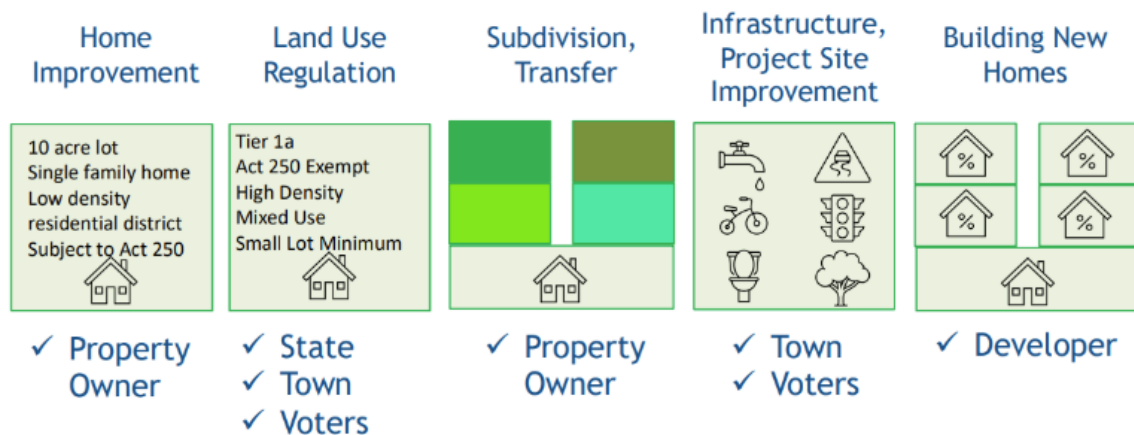 Home
Improvement
Land Use
Regulation
Subdivision,
Transfer
Infrastructure,
Project Site
Improvement
Building New
Homes
10 acre lot
Single family home
Low density
residential district
Subject to Act 250
Tier 1a
Act 250 Exempt
High Density
Mixed Use
Small Lot Minimum
%
%
%
%
✓ Property
Owner
✓ State
✓ Town
✓ Voters
✓ Property
Owner
✓ Town
✓ Voters
✓ Developer